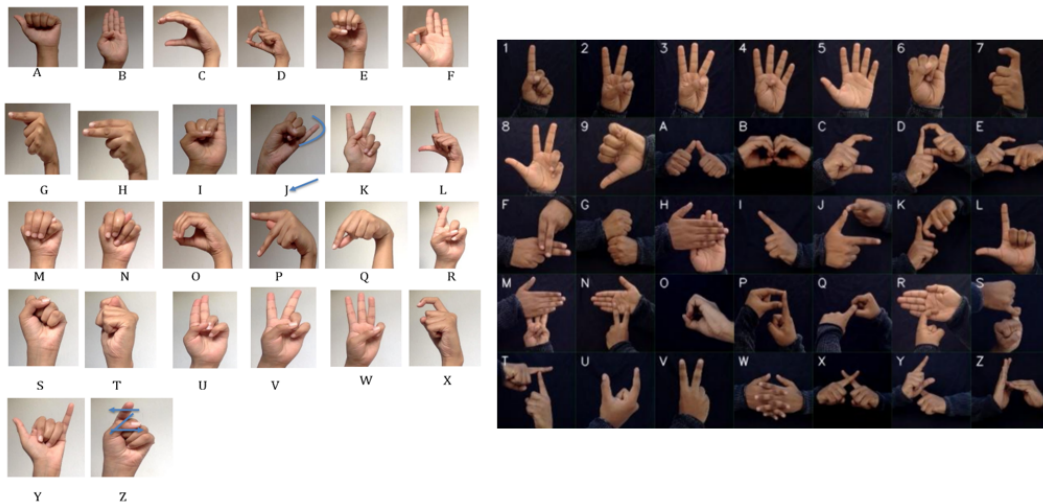 A B C D E F
G H I J K L
M N O P Q R
S T U V W X
Y Z
1 2 3 4 5 6 7
8 9 A B C D E
F G H I J K L
M N O P Q R S
T U V W X Y Z